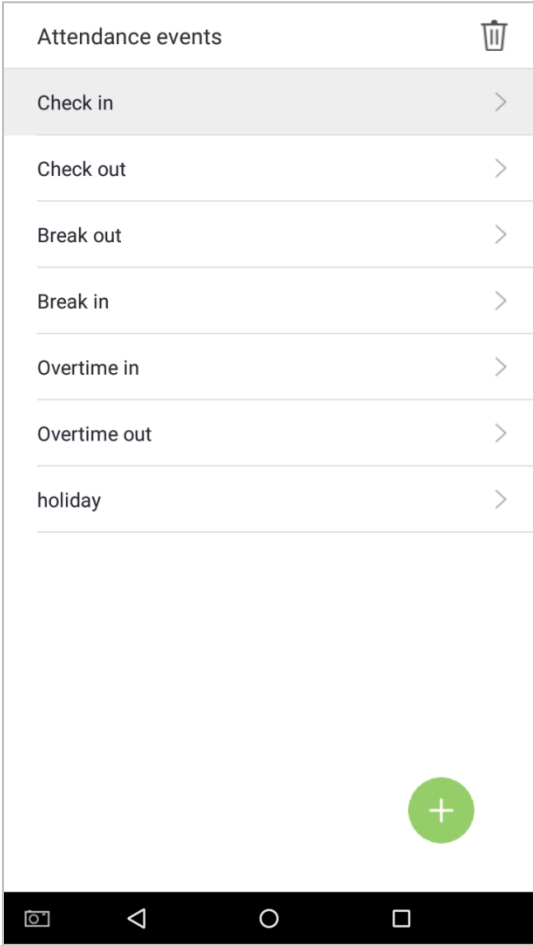 Attendance events
Check in
Check out
Break out
Break in
Overtime in
Overtime out
holiday